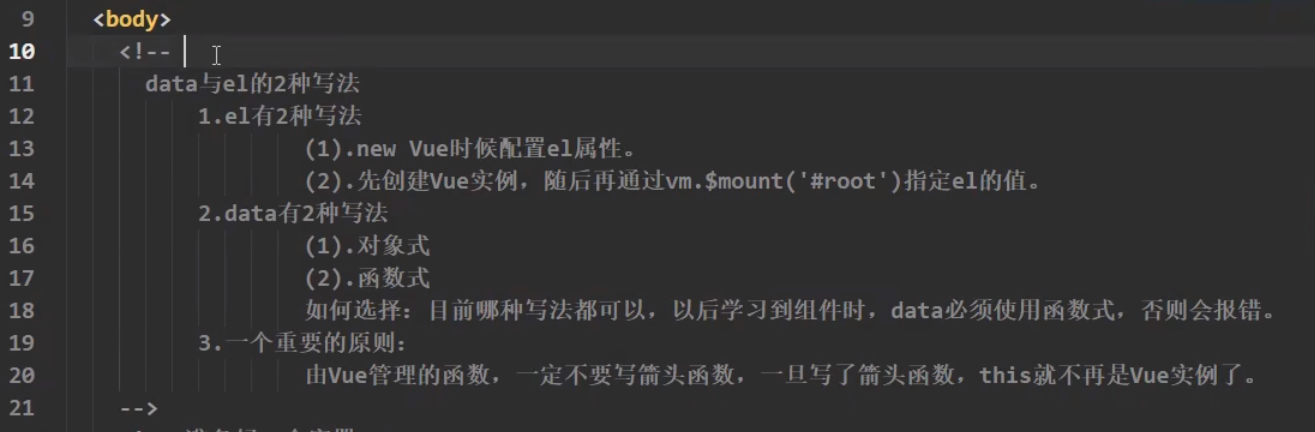 9 <body>
10 <!--
11 data与el的2种写法
12 1.el有2种写法
13 (1).new Vue时候配置el属性。
14 (2).先创建Vue实例，随后再通过vm.$mount('#root')指定el的值。
15 2.data有2种写法
16 (1).对象式
17 (2).函数式
18 如何选择：目前哪种写法都可以，以后学习到组件时，data必须使用函数式，否则会报错。
19 3.一个重要的原则：
20 由Vue管理的函数，一定不要写箭头函数，一旦写了箭头函数，this就不再是Vue实例了。
21 -->